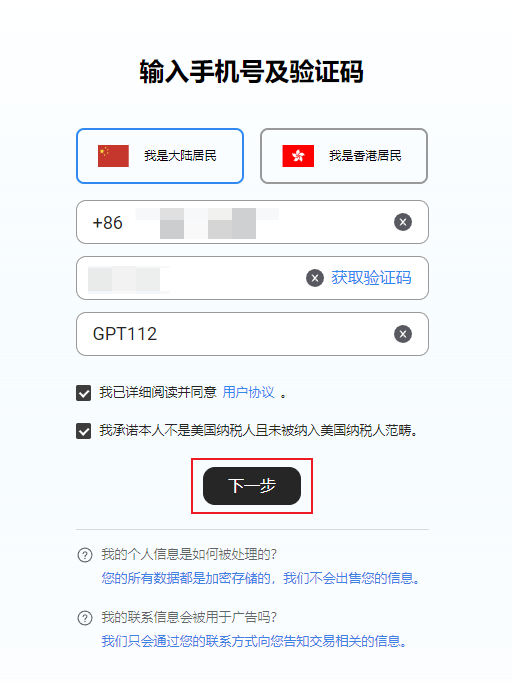 输入手机号及验证码
我是大陆居民
我是香港居民
+86
获取验证码
GPT112
我已详细阅读并同意 用户协议 。
我承诺本人不是美国纳税人且未被纳入美国纳税人范畴。
下一步
我的个人信息是如何被处理的？
您的所有数据都是加密存储的，我们不会出售您的信息。
我的联系信息会被用于广告吗？
我们只会通过您的联系方式向您告知交易相关的信息。